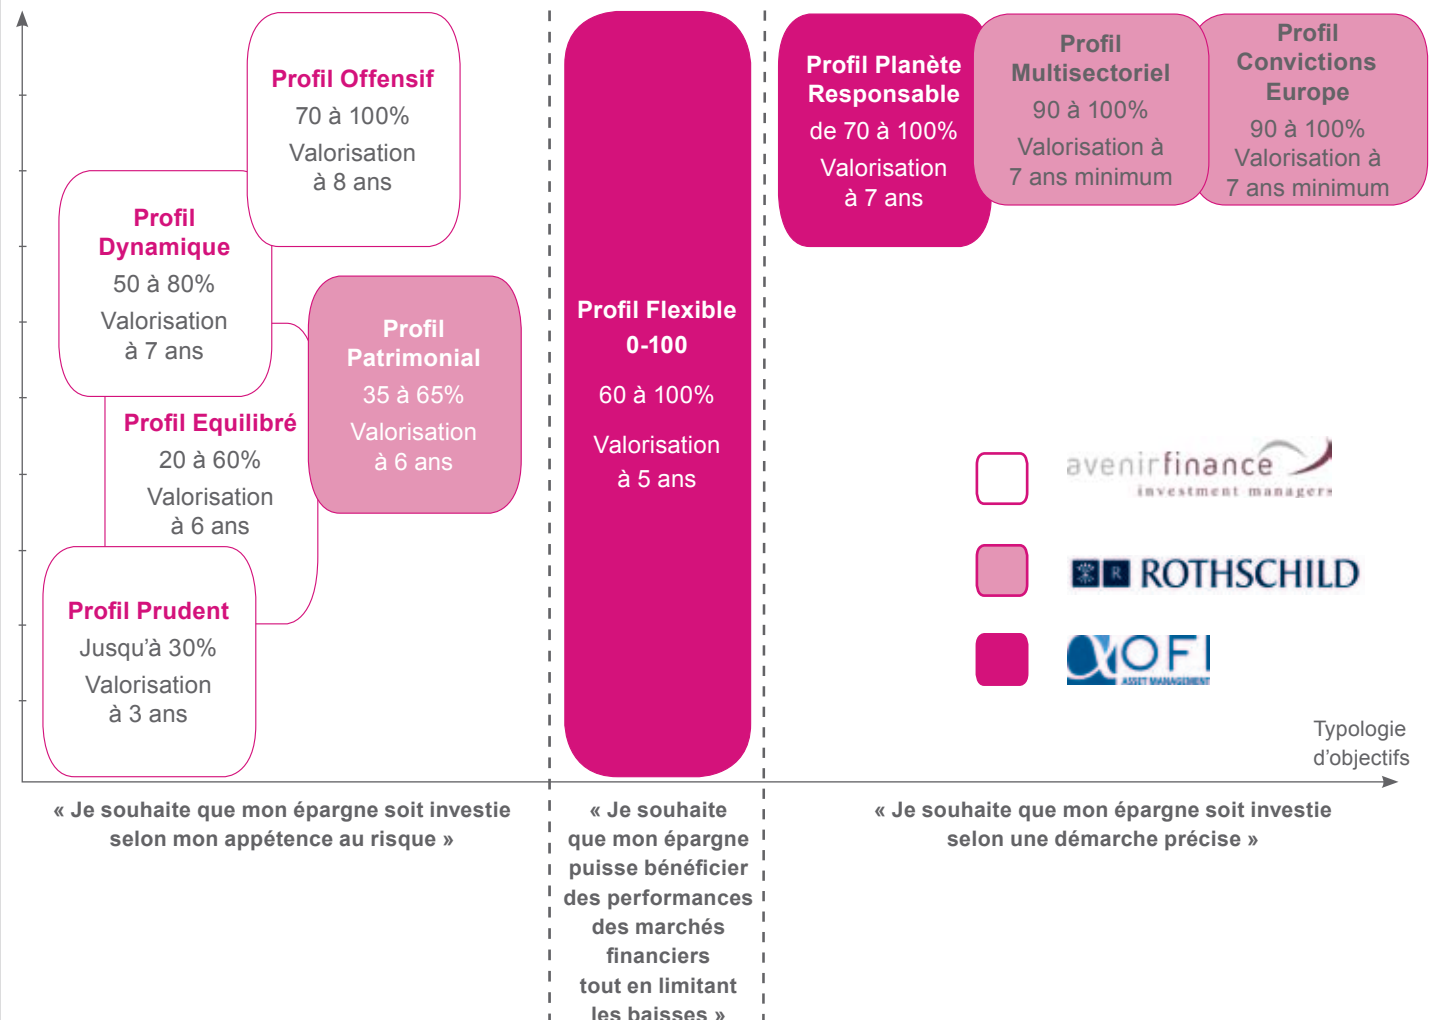 Profil Offensif
70 à 100%
Valorisation
à 8 ans
Profil
Dynamique
50 à 80%
Valorisation
à 7 ans
Profil
Patrimonial
35 à 65%
Valorisation
à 6 ans
Profil Equilibré
20 à 60%
Valorisation
à 6 ans
Profil Prudent
Jusqu’à 30%
Valorisation
à 3 ans
Profil Flexible
0-100
60 à 100%
Valorisation
à 5 ans
Profil Planète
Responsable
de 70 à 100%
Valorisation
à 7 ans
Profil
Multisectoriel
90 à 100%
Valorisation à
7 ans minimum
Profil
Convictions
Europe
90 à 100%
Valorisation à
7 ans minimum
avenirfinance
investment managers
R ROTHSCHILD
OFI
ASSET MANAGEMENT
Typologie
d’objectifs
« Je souhaite que mon épargne soit investie
selon mon appétence au risque »
« Je souhaite
que mon épargne
puisse bénéficier
des performances
des marchés
financiers
tout en limitant
les baisses »
« Je souhaite que mon épargne soit investie
selon une démarche précise »